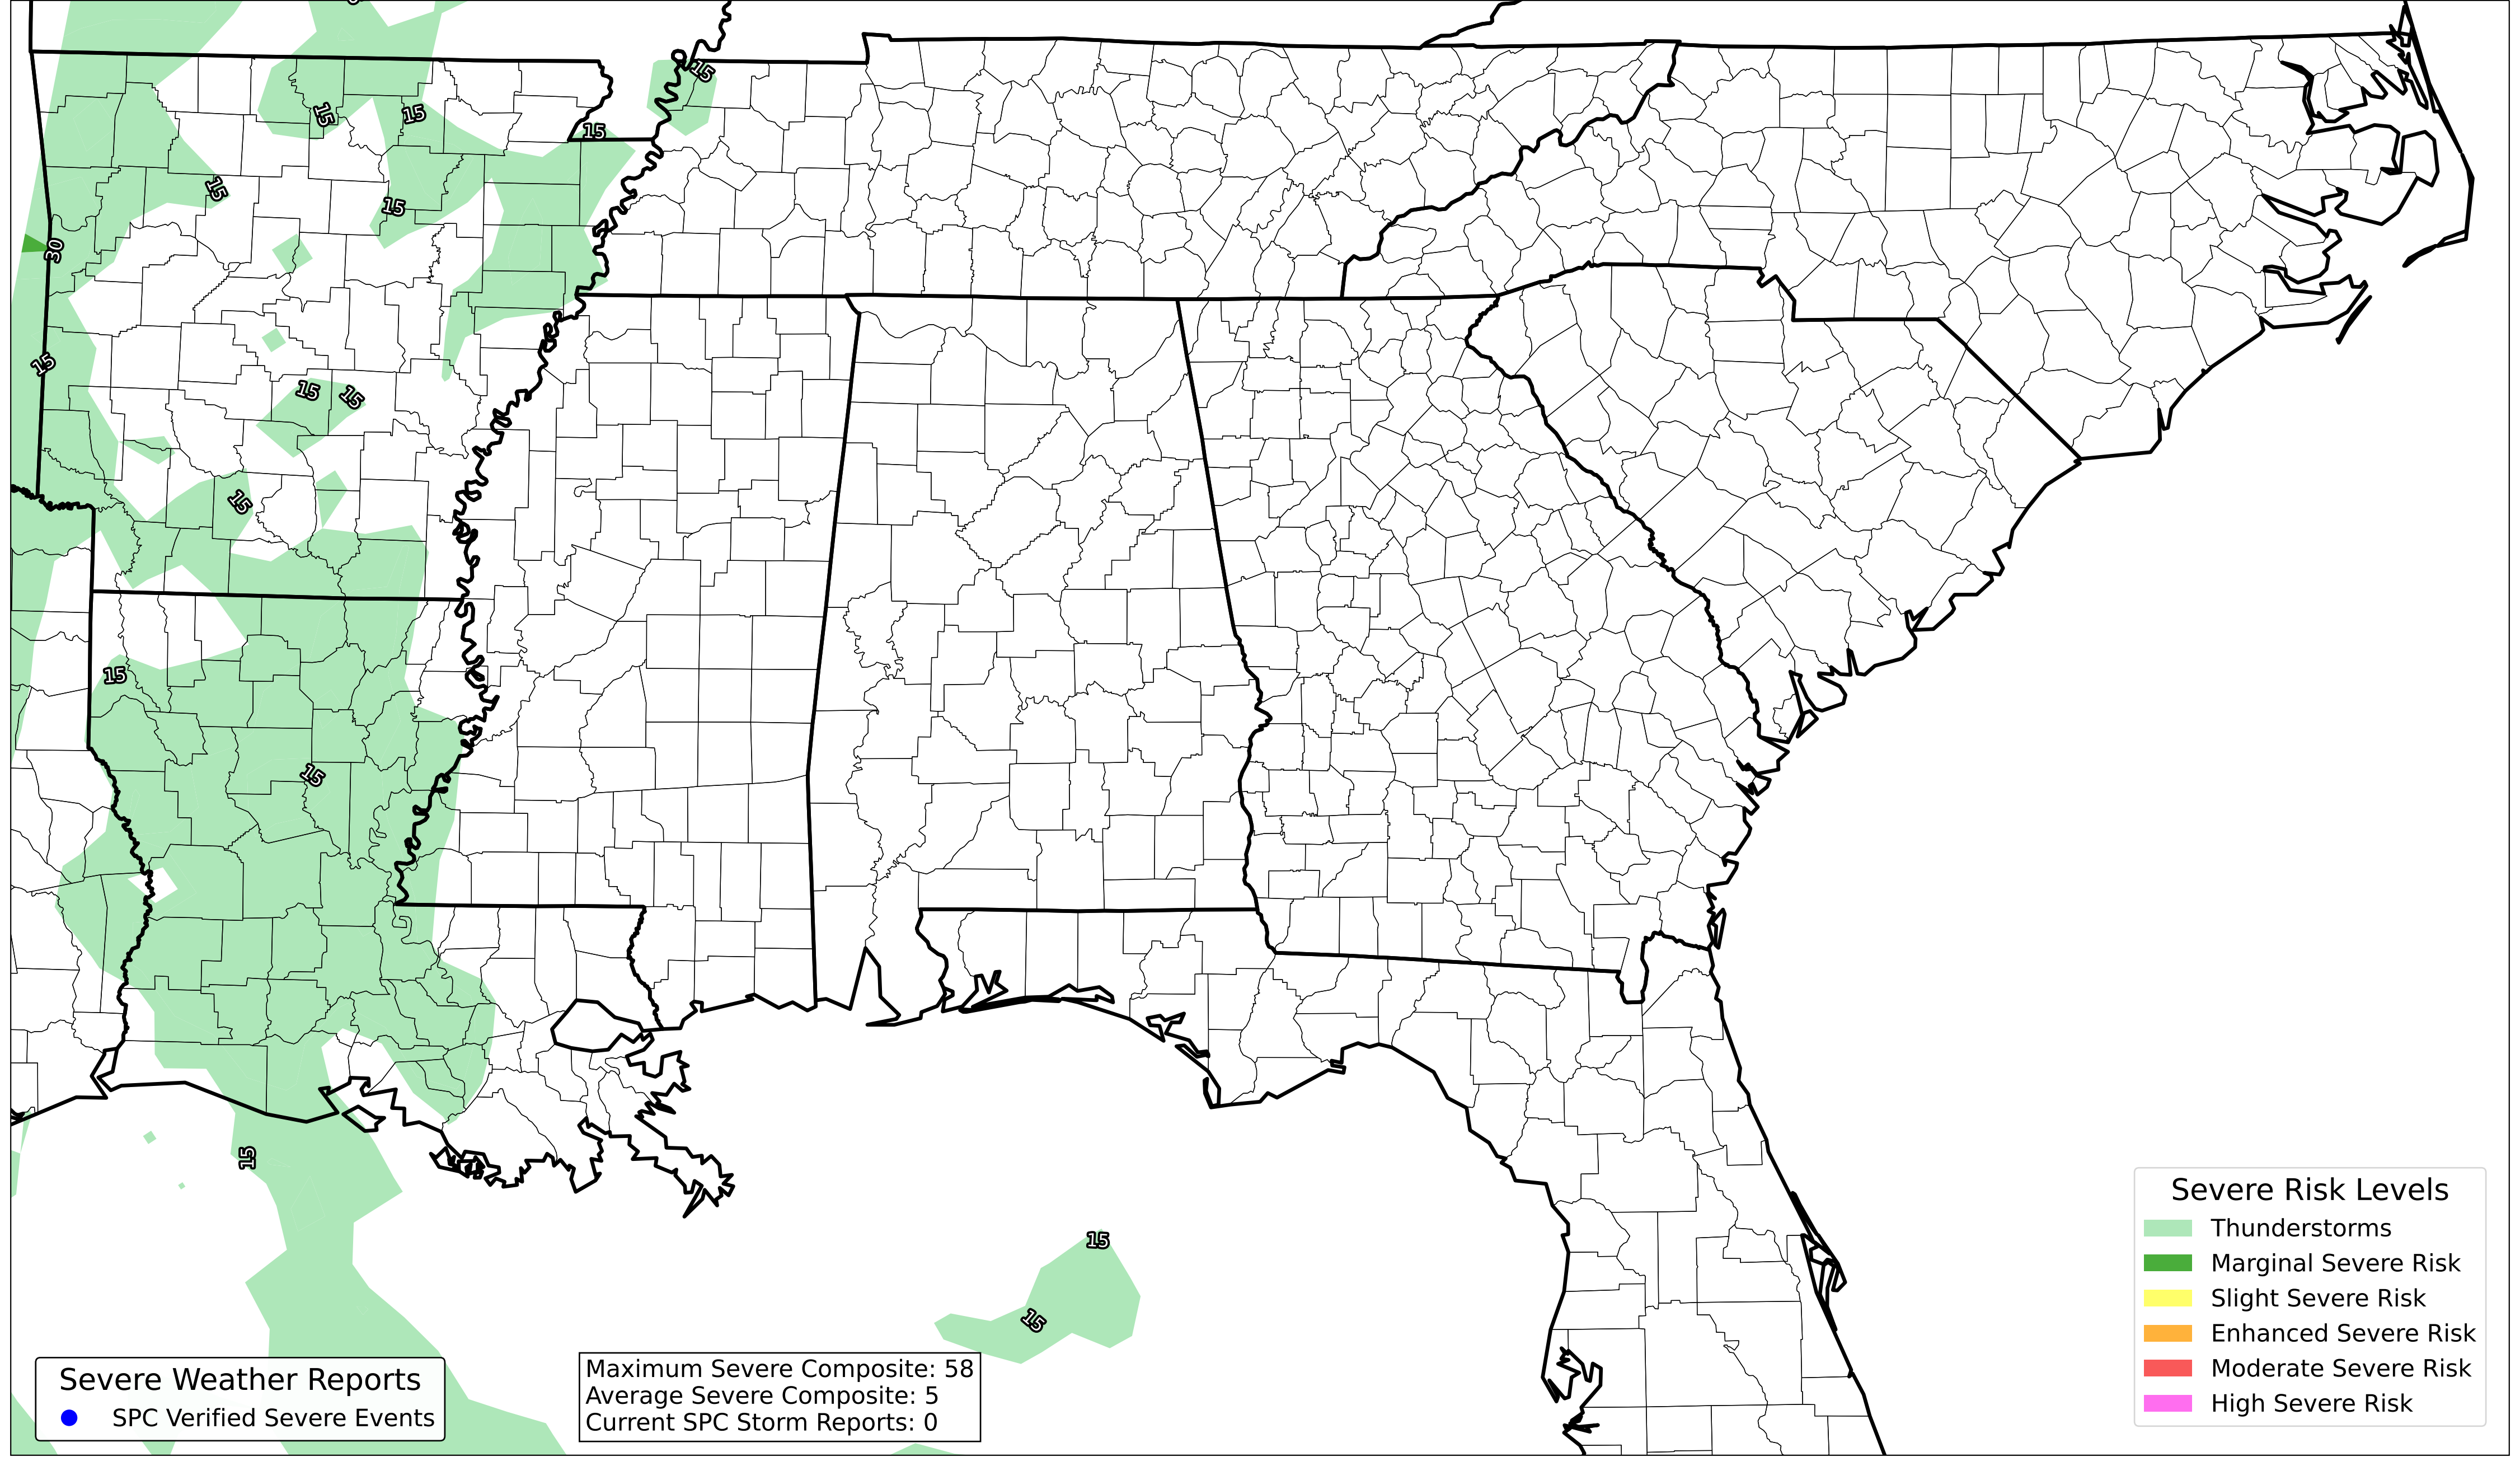 15
15
15
15
15
15
30
15
15
15
15
15
15
15
15
15
Severe Risk Levels
Thunderstorms
Marginal Severe Risk
Slight Severe Risk
Enhanced Severe Risk
Moderate Severe Risk
High Severe Risk
Severe Weather Reports
SPC Verified Severe Events
Maximum Severe Composite: 58
Average Severe Composite: 5
Current SPC Storm Reports: 0